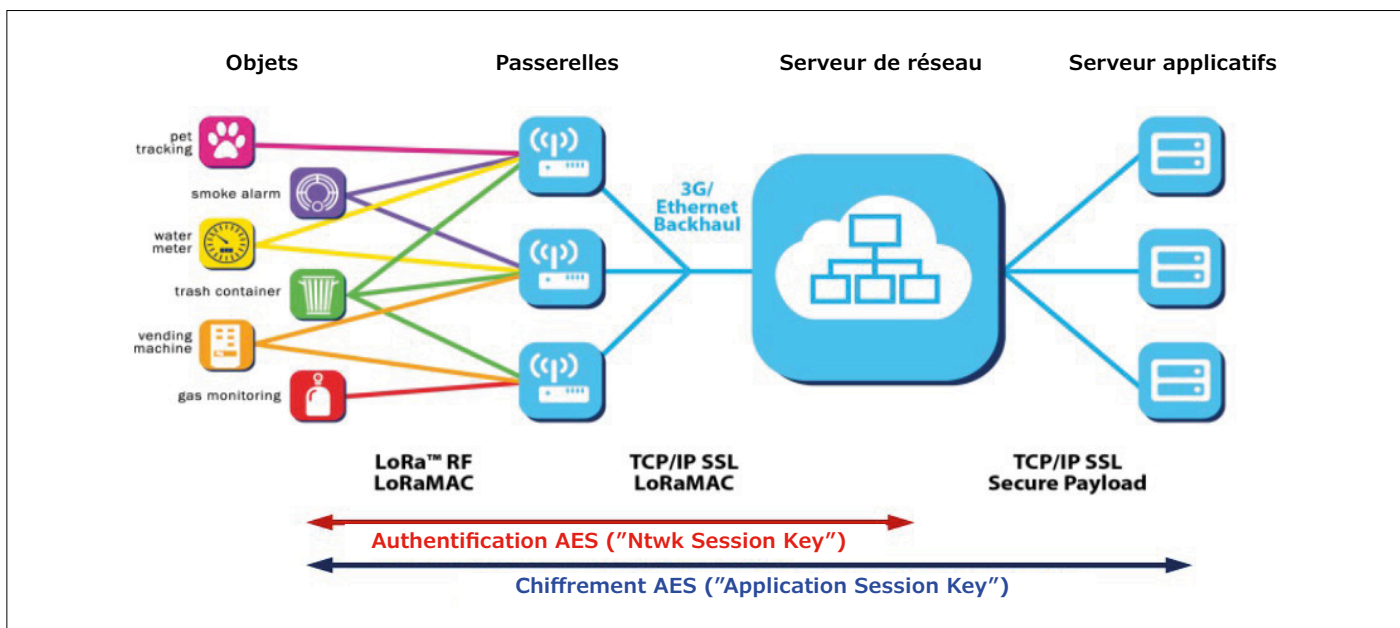 Objets
Passerelles
Serveur de réseau
Serveur applicatifs
pet
tracking
smoke alarm
water
meter
trash container
vending
machine
gas monitoring
3G/
Ethernet
Backhaul
LoRa™ RF
LoRaMAC
TCP/IP SSL
LoRaMAC
TCP/IP SSL
Secure Payload
Authentification AES (”Ntwk Session Key”)
Chiffrement AES (”Application Session Key”)